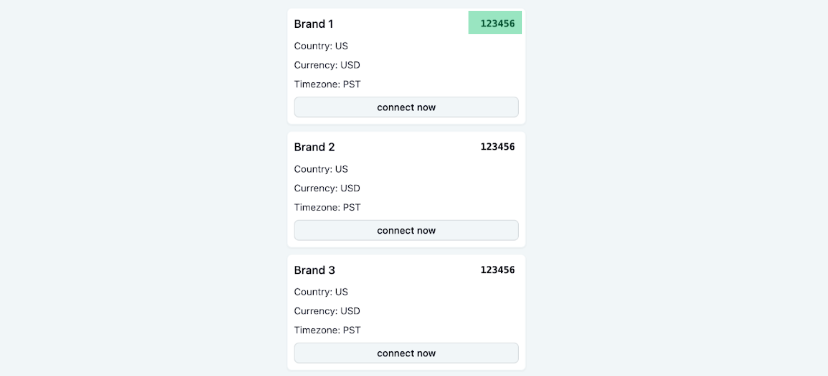 Brand 1 123456
Country: US
Currency: USD
Timezone: PST
connect now
Brand 2 123456
Country: US
Currency: USD
Timezone: PST
connect now
Brand 3 123456
Country: US
Currency: USD
Timezone: PST
connect now